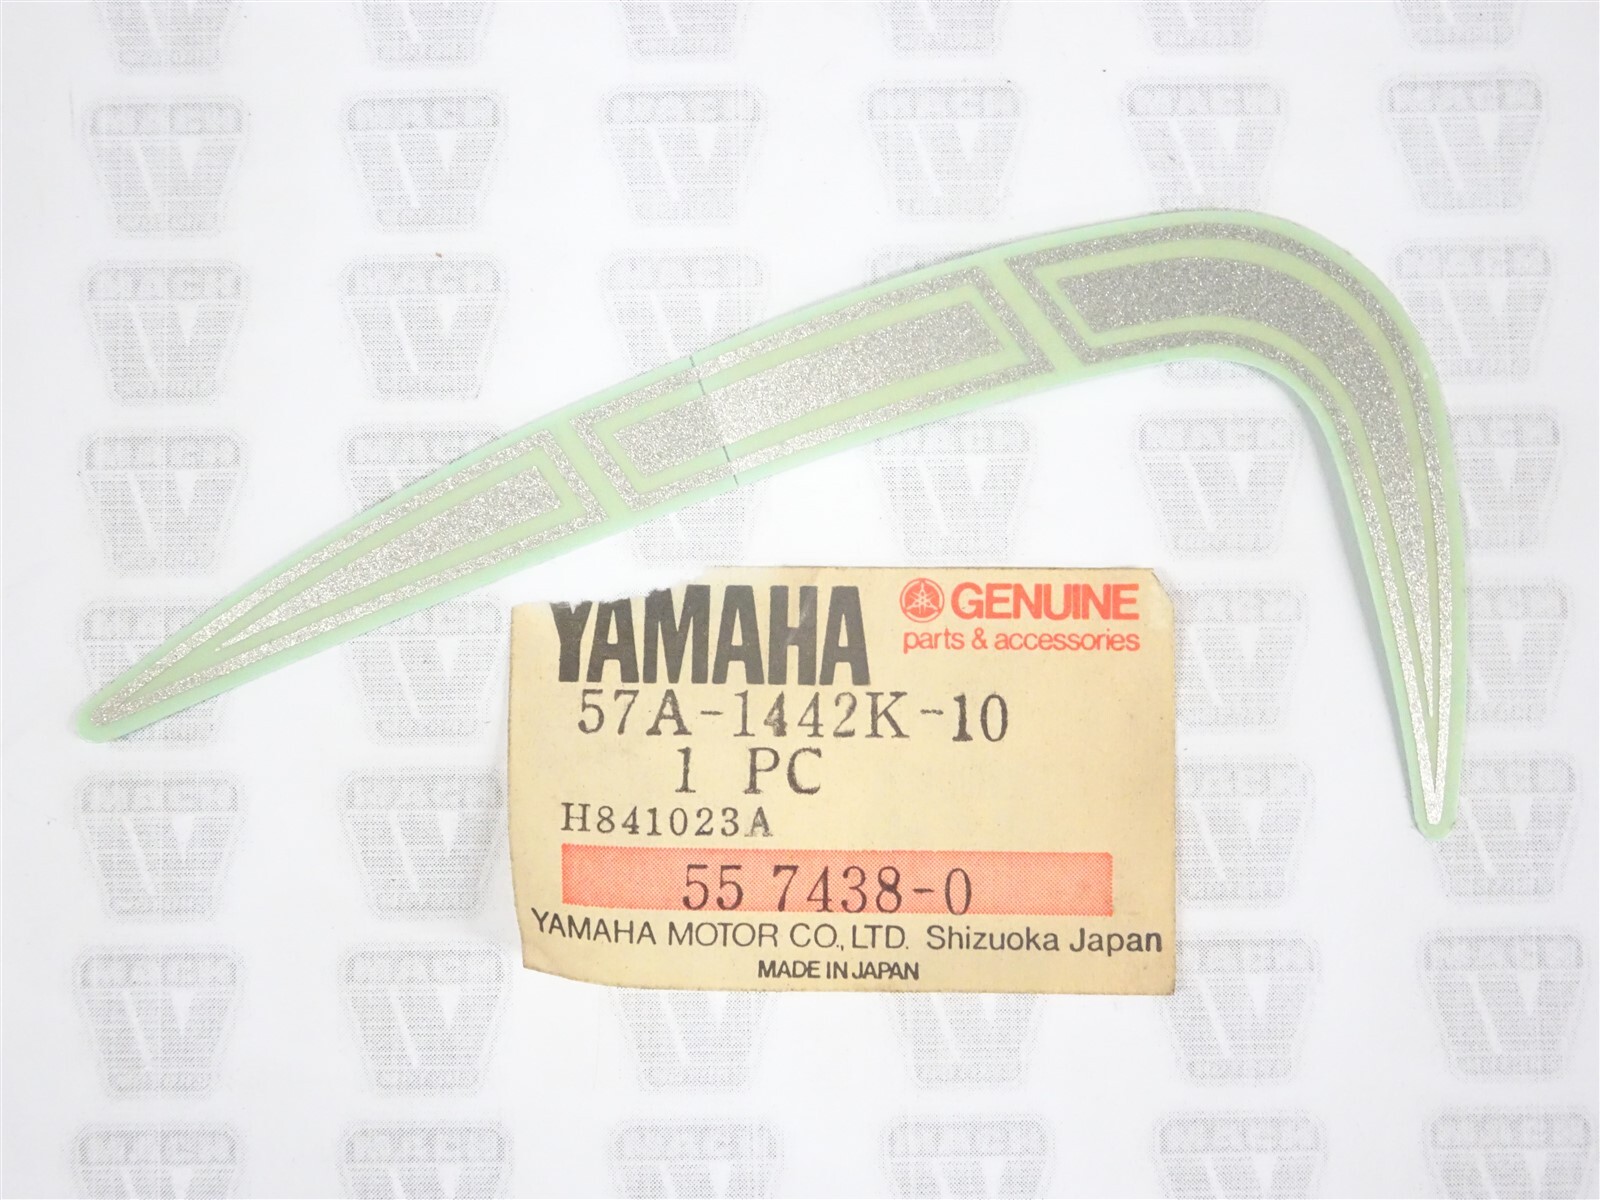 YAMAHA
GENUINE
parts & accessories
57A-1442K-10
1 PC
H841023A
55 7438-0
YAMAHA MOTOR CO., LTD. Shizuoka Japan
MADE IN JAPAN